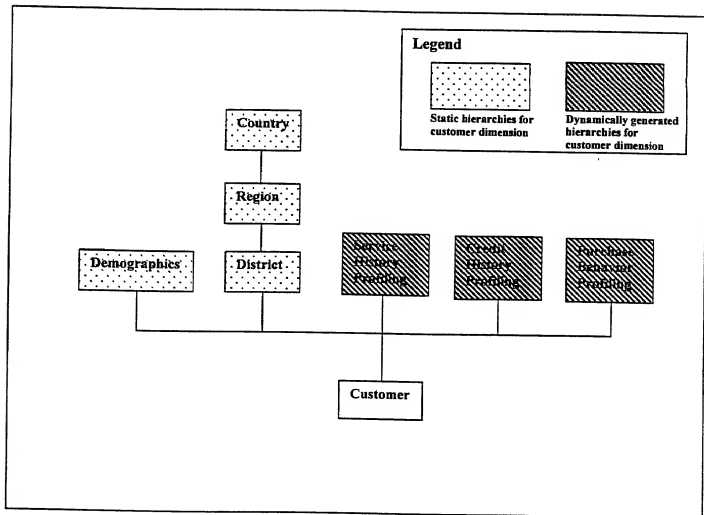 Legend
Static hierarchies for
customer dimension
Dynamically generated
hierarchies for
customer dimension
Country
Region
Demographics
District
Service
History
Profiling
Credit
History
Profiling
Purchase
Behavior
Profiling
Customer